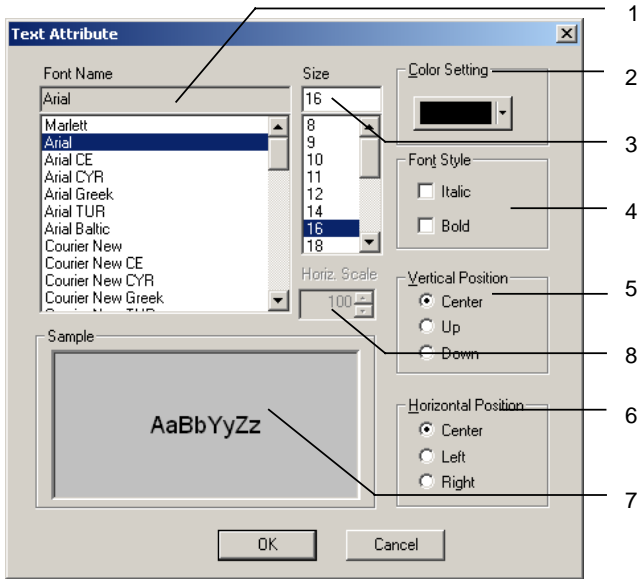 1
Text Attribute
Font Name
Size
Color Setting
2
Arial
16
3
Marlett
Arial
Arial CE
Arial CYR
Arial Greek
Arial TUR
Arial Baltic
Courier New
Courier New CE
Courier New CYR
Courier New Greek
8
9
10
11
12
14
16
18
Font Style
Italic
Bold
4
Horiz. Scale
100
Vertical Position
5
Center
Up
Down
8
Sample
AaBbYyZz
Horizontal Position
6
Center
Left
Right
7
OK
Cancel